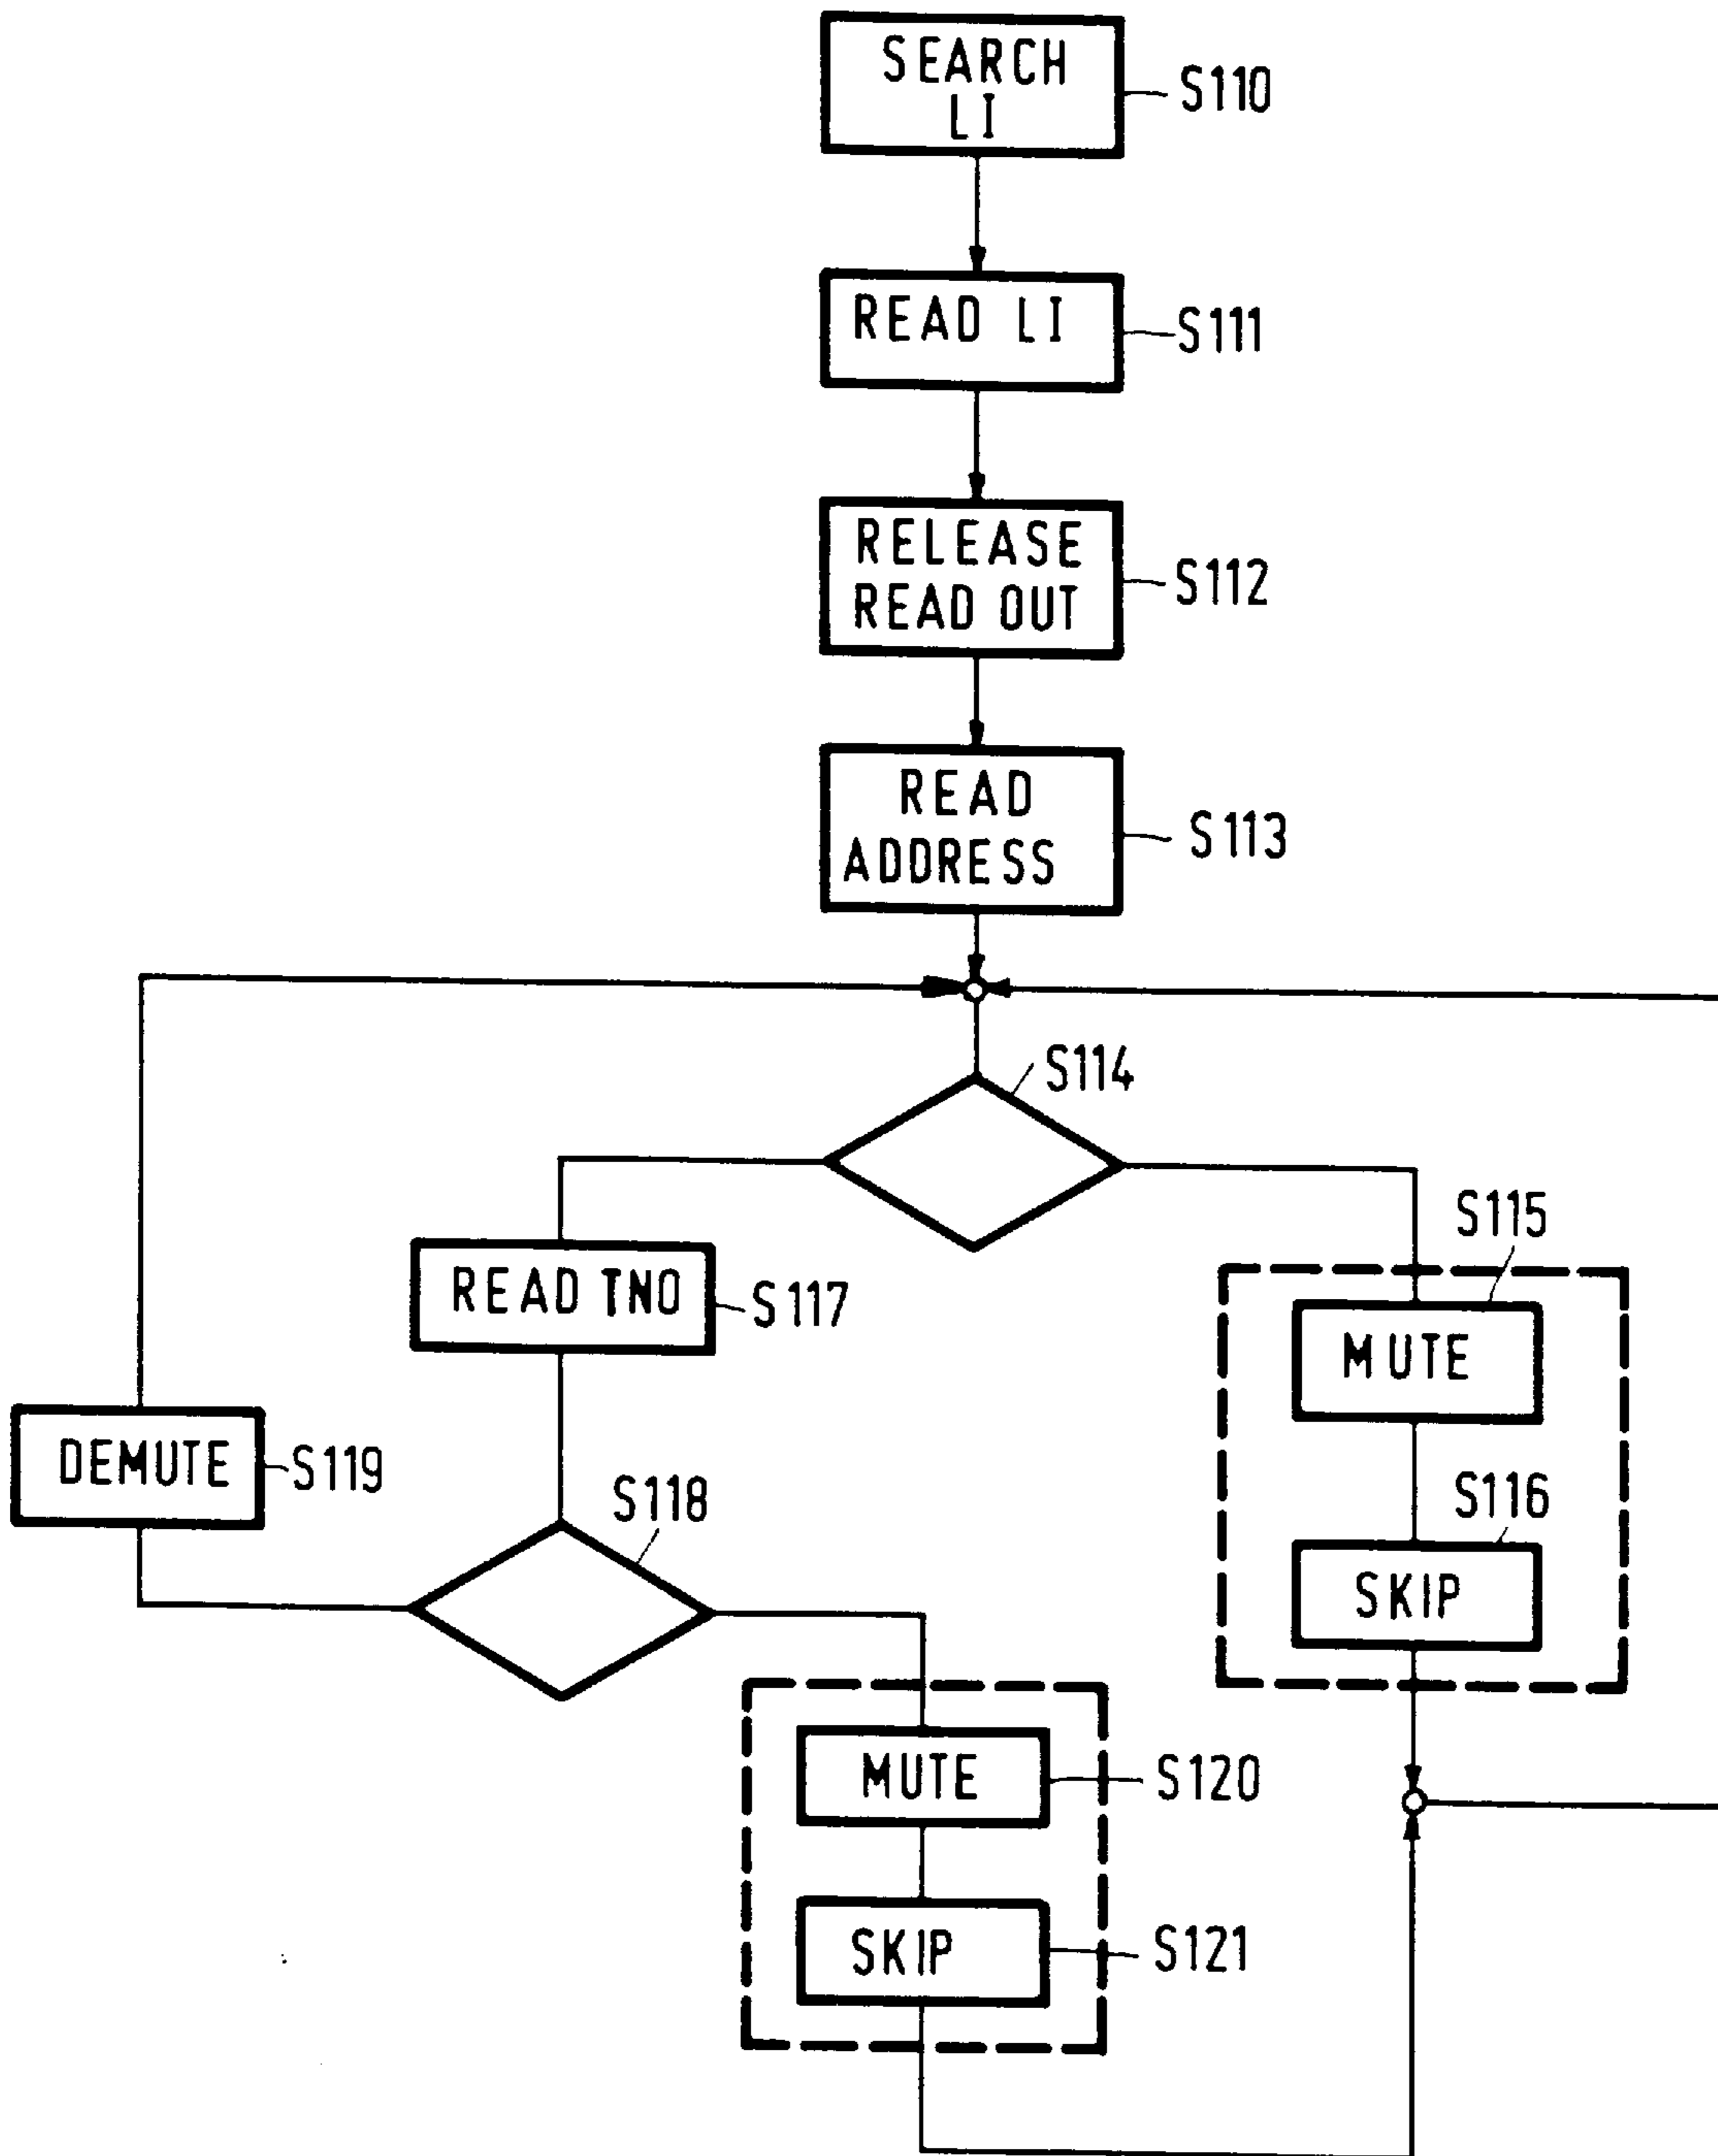 SEARCH
LI
S110
READ LI
S111
RELEASE
READ OUT
S112
READ
ADDRESS
S113
S114
S115
READ TNO
S117
MUTE
DEMUTE
S119
S118
S116
SKIP
MUTE
S120
SKIP
S121